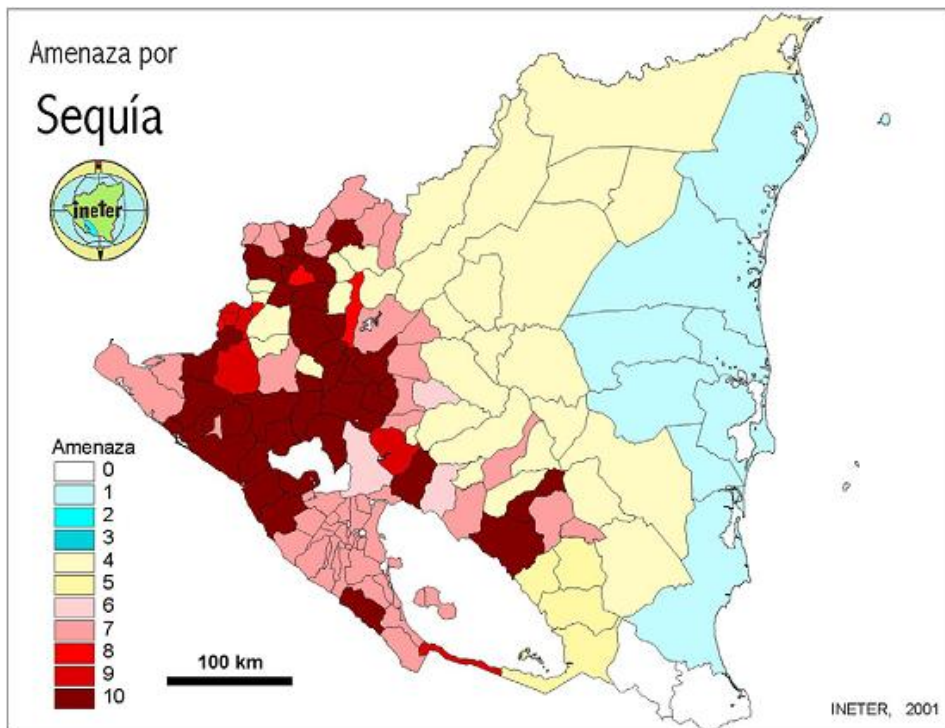 Amenaza por
Sequía
ineter
Amenaza
0
1
2
3
4
5
6
7
8
9
10
100 km
INETER, 2001